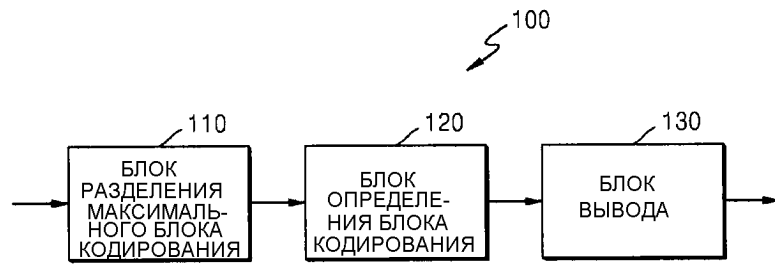 100
110
120
130
БЛОК
РАЗДЕЛЕНИЯ
МАКСИМАЛЬ-
НОГО БЛОКА
КОДИРОВАНИЯ
БЛОК
ОПРЕДЕЛЕ-
НИЯ БЛОКА
КОДИРОВАНИЯ
БЛОК
ВЫВОДА